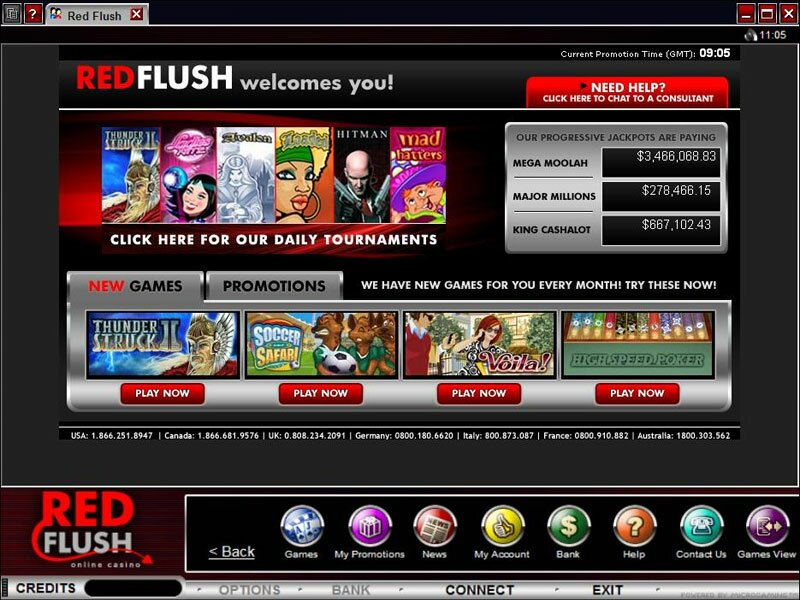 Red Flush
11:05
Current Promotion Time (GMT): 09:05
REDFLUSH welcomes you!
NEED HELP?
CLICK HERE TO CHAT TO A CONSULTANT
THUNDER STRUCK II
Avalon
Loaded
HITMAN
mad hatters
CLICK HERE FOR OUR DAILY TOURNAMENTS
OUR PROGRESSIVE JACKPOTS ARE PAYING
MEGA MOOLAH $3,466,068.83
MAJOR MILLIONS $278,466.15
KING CASHALOT $667,102.43
NEW GAMES
PROMOTIONS
WE HAVE NEW GAMES FOR YOU EVERY MONTH! TRY THESE NOW!
THUNDER STRUCK II
SOCCER SAFARI
Voila!
HIGH SPEED POKER
PLAY NOW PLAY NOW PLAY NOW PLAY NOW
USA: 1.866.251.8947 | Canada: 1.866.681.9576 | UK: 0.808.234.2091 | Germany: 0800.180.6620 | Italy: 800.873.087 | France: 0800.910.882 | Australia: 1800.303.562
RED FLUSH
online casino
< Back
NEWS
Games My Promotions News My Account Bank Help Contact Us Games View
CREDITS OPTIONS BANK CONNECT EXIT
POWERED BY MICROGAMING